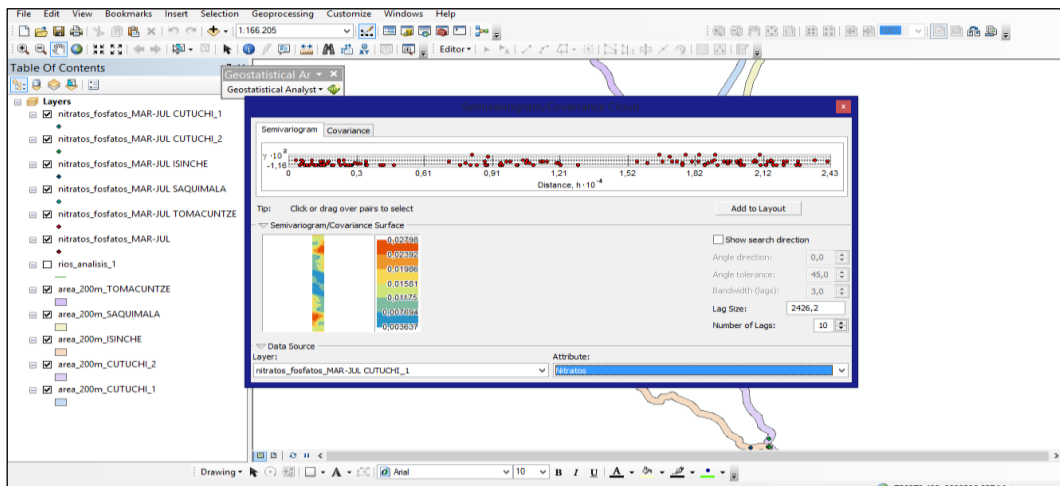 File Edit View Bookmarks Insert Selection Geoprocessing Customize Windows Help
1:166.205
100%
Editor
Table Of Contents
Geostatistical Ar
Geostatistical Analyst
Layers
nitratos_fosfatos_MAR-JUL CUTUCHI_1
nitratos_fosfatos_MAR-JUL CUTUCHI_2
nitratos_fosfatos_MAR-JUL ISINCHE
nitratos_fosfatos_MAR-JUL SAQUIMALA
nitratos_fosfatos_MAR-JUL TOMACUNTZE
nitratos_fosfatos_MAR-JUL
rios_analisis_1
area_200m_TOMACUNTZE
area_200m_SAQUIMALA
area_200m_ISINCHE
area_200m_CUTUCHI_2
area_200m_CUTUCHI_1
Semivariogram Covariance
γ·10²
-1,16
0 0,3 0,61 0,91 1,21 1,52 1,82 2,12 2,43
Distance, h·10⁻⁴
Tip: Click or drag over pairs to select
Add to Layout
Semivariogram/Covariance Surface
0,02798
0,02392
0,01986
0,01581
0,01175
0,007694
0,003637
Show search direction
Angle direction: 0,0
Angle tolerance: 45,0
Bandwidth (lags): 3,0
Lag Size: 2426,2
Number of Lags: 10
Data Source
Layer: Attribute:
nitratos_fosfatos_MAR-JUL CUTUCHI_1 Nitratos
Drawing A Arial 10 B I U A